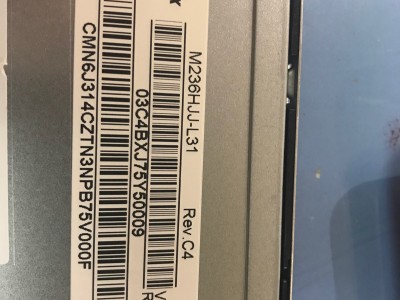 M236HJJ-L31 Rev.C4
03C4BXJ75Y50009
CMN6J314CZTN3NPB75V000F